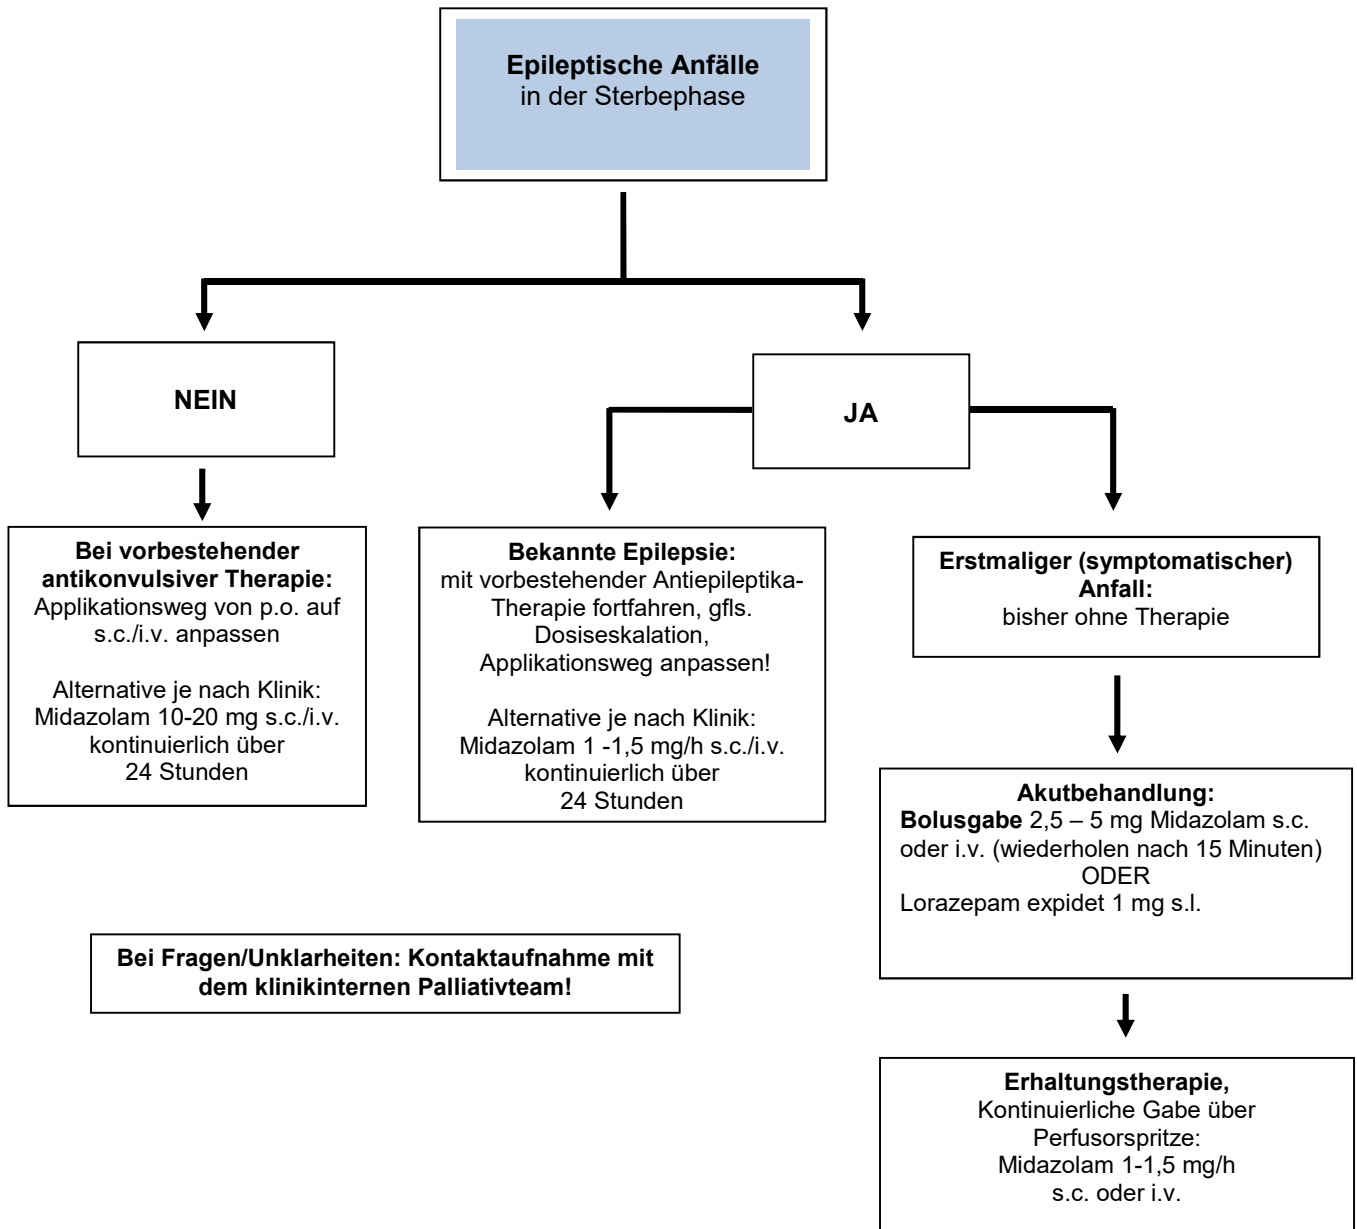 Epileptische Anfälle
in der Sterbephase
NEIN
JA
Bei vorbestehender
antikonvulsiver Therapie:
Applikationsweg von p.o. auf
s.c./i.v. anpassen
Alternative je nach Klinik:
Midazolam 10-20 mg s.c./i.v.
kontinuierlich über
24 Stunden
Bekannte Epilepsie:
mit vorbestehender Antiepileptika-
Therapie fortfahren, gfls.
Dosiseskalation,
Applikationsweg anpassen!
Alternative je nach Klinik:
Midazolam 1 -1,5 mg/h s.c./i.v.
kontinuierlich über
24 Stunden
Erstmaliger (symptomatischer)
Anfall:
bisher ohne Therapie
Akutbehandlung:
Bolusgabe 2,5 – 5 mg Midazolam s.c.
oder i.v. (wiederholen nach 15 Minuten)
ODER
Lorazepam expidet 1 mg s.l.
Bei Fragen/Unklarheiten: Kontaktaufnahme mit
dem klinikinternen Palliativteam!
Erhaltungstherapie,
Kontinuierliche Gabe über
Perfusorspritze:
Midazolam 1-1,5 mg/h
s.c. oder i.v.